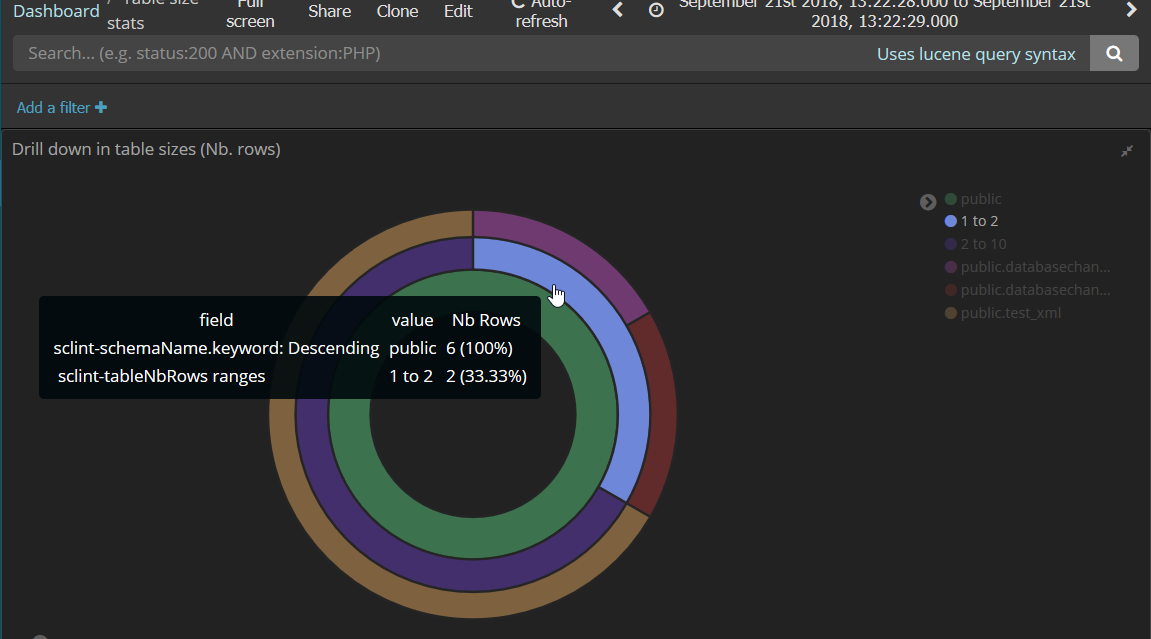 Dashboard / Table size stats
Full screen
Share
Clone
Edit
Auto-refresh
September 21st 2018, 13:22:28.000 to September 21st 2018, 13:22:29.000
Search... (e.g. status:200 AND extension:PHP)
Uses lucene query syntax
Add a filter
Drill down in table sizes (Nb. rows)
public
1 to 2
2 to 10
public.databasechan...
public.databasechan...
public.test_xml
field value Nb Rows
sclint-schemaName.keyword: Descending public 6 (100%)
sclint-tableNbRows ranges 1 to 2 2 (33.33%)